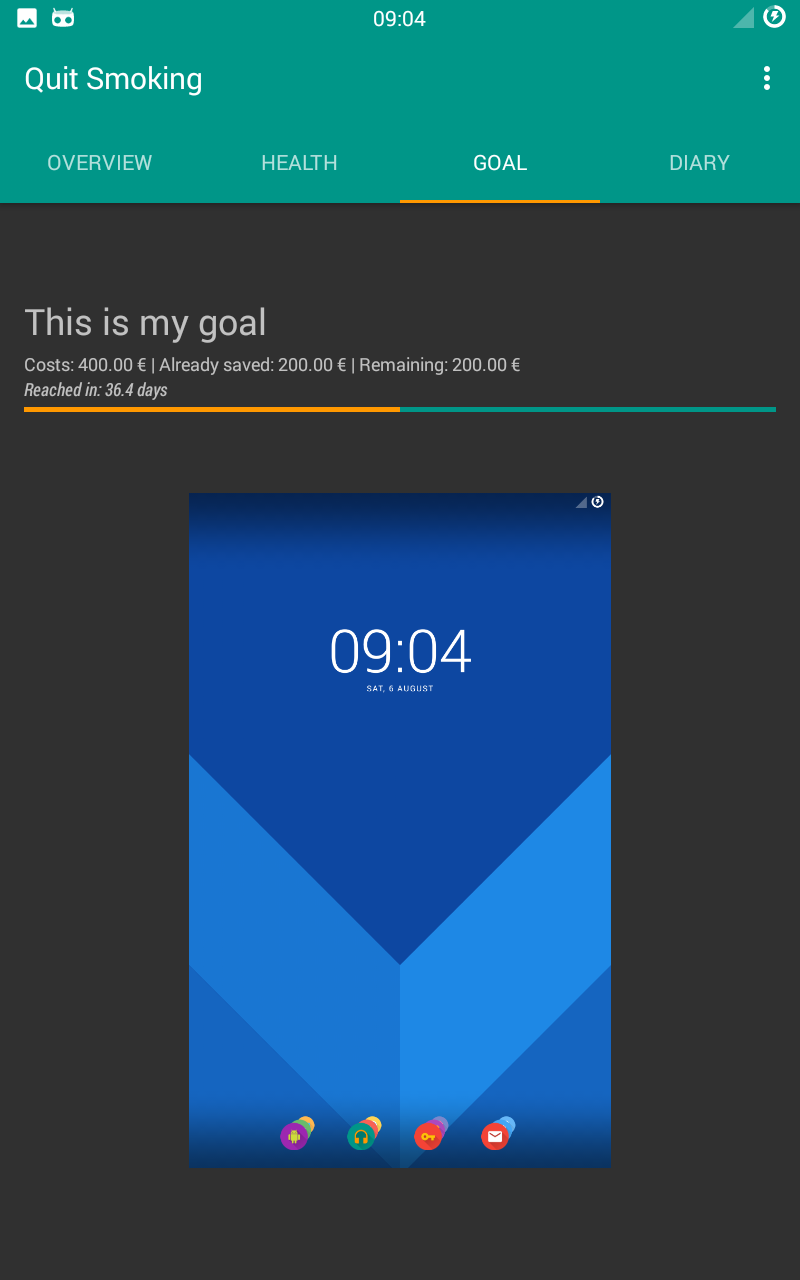 09:04
Quit Smoking
OVERVIEW HEALTH GOAL DIARY
This is my goal
Costs: 400.00 € | Already saved: 200.00 € | Remaining: 200.00 €
Reached in: 36.4 days
09:04
SAT, 6 AUGUST